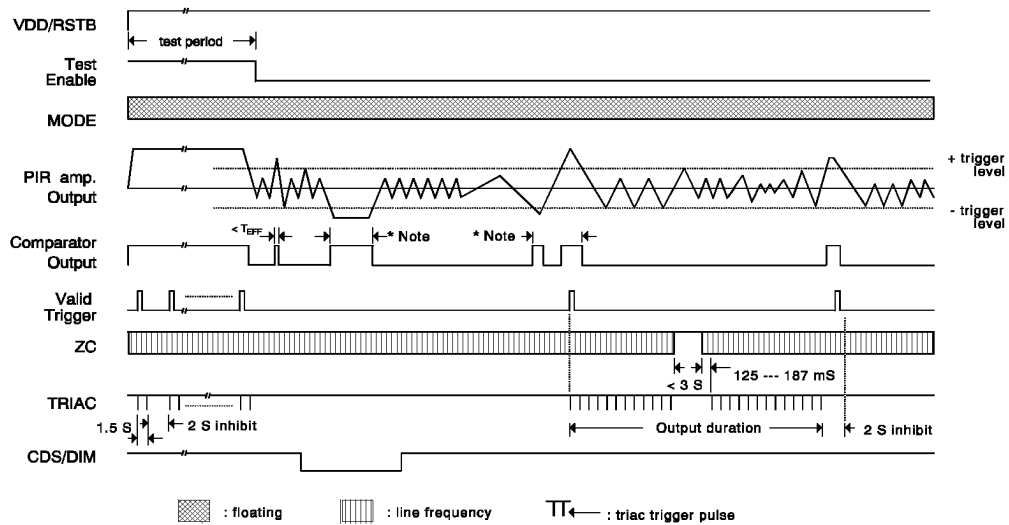 VDD/RSTB
test period
Test
Enable
MODE
+ trigger
level
PIR amp.
Output
- trigger
level
< TEFF
* Note
* Note
Comparator
Output
Valid
Trigger
ZC
< 3 S
125 --- 187 mS
TRIAC
1.5 S
2 S inhibit
Output duration
2 S inhibit
CDS/DIM
: floating
: line frequency
: triac trigger pulse